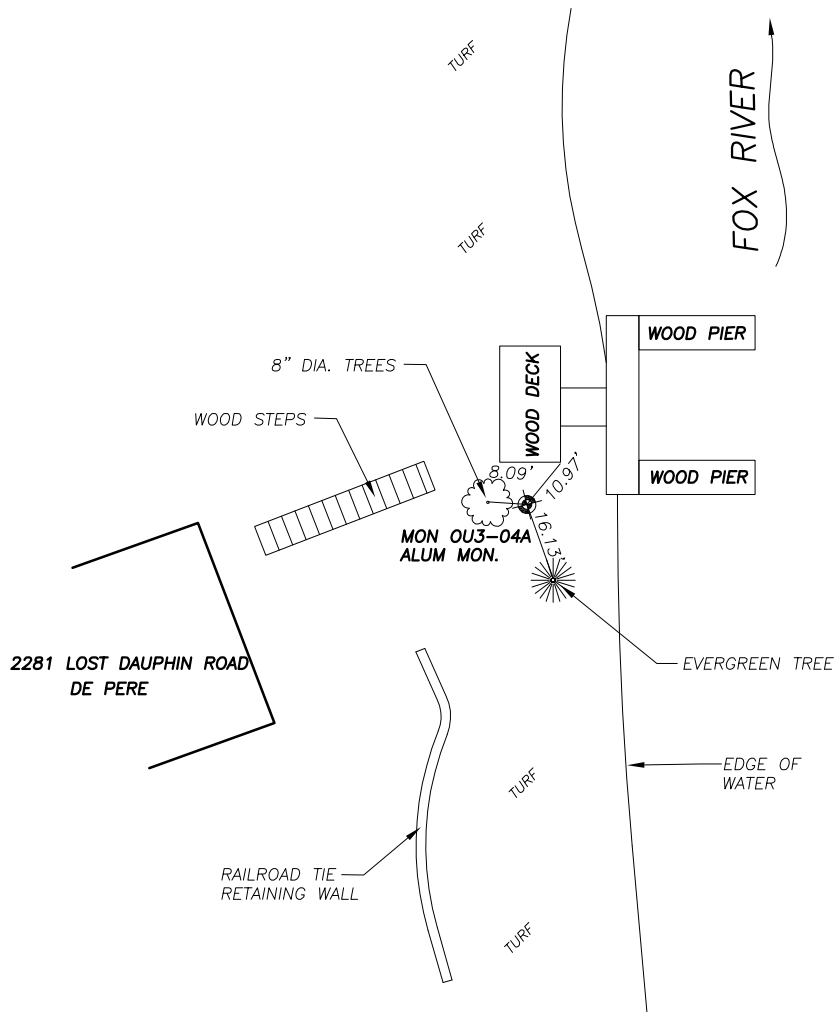 TURF
FOX RIVER
TURF
WOOD PIER
8" DIA. TREES
WOOD DECK
WOOD STEPS
8.09'
10.97'
WOOD PIER
16.13'
MON OU3-04A
ALUM MON.
2281 LOST DAUPHIN ROAD
DE PERE
EVERGREEN TREE
EDGE OF
WATER
TURF
RAILROAD TIE
RETAINING WALL
TURF